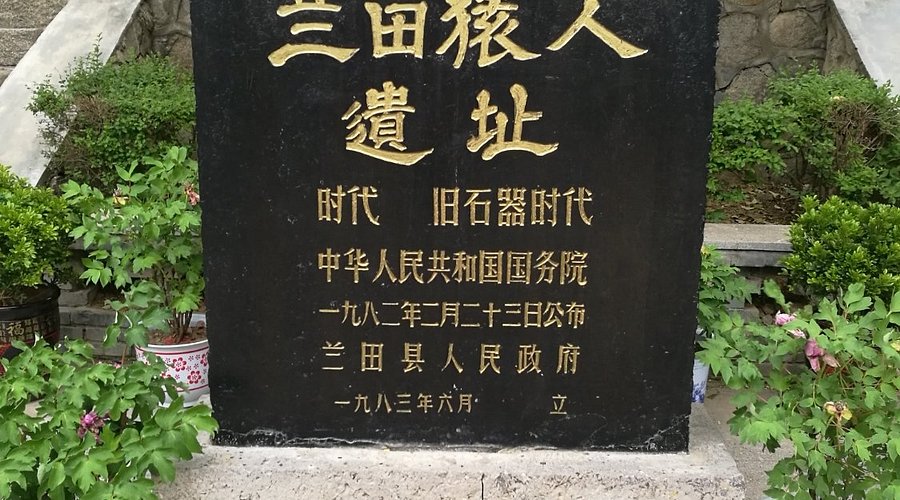 兰田猿人
遺址
时代 旧石器时代
中华人民共和国国务院
一九八二年二月二十三日公布
兰田县人民政府
一九八三年六月 立
福